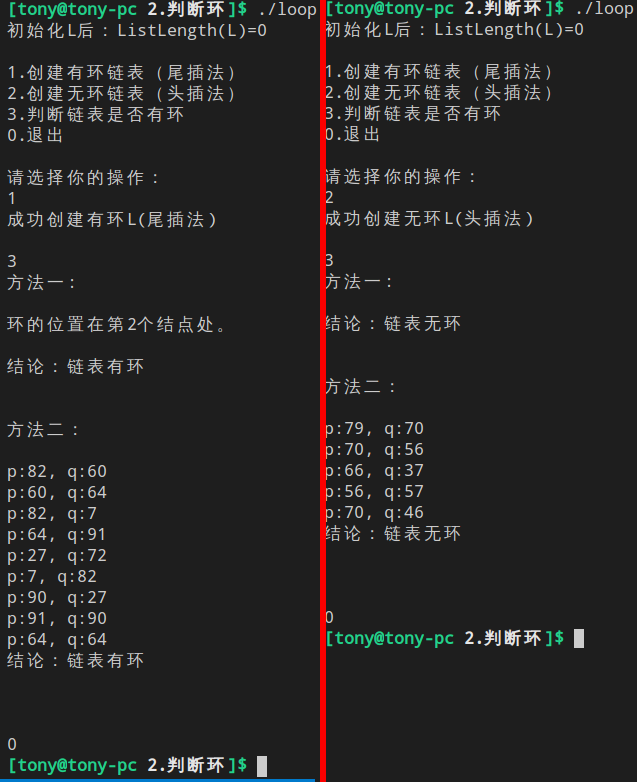 [tony@tony-pc 2.判断环]$ ./loop
初始化L后：ListLength(L)=0
1.创建有环链表（尾插法）
2.创建无环链表（头插法）
3.判断链表是否有环
0.退出
请选择你的操作：
1
成功创建有环L(尾插法)
3
方法一：
环的位置在第2个结点处。
结论：链表有环
方法二：
p:82, q:60
p:60, q:64
p:82, q:7
p:64, q:91
p:27, q:72
p:7, q:82
p:90, q:27
p:91, q:90
p:64, q:64
结论：链表有环
0
[tony@tony-pc 2.判断环]$
[tony@tony-pc 2.判断环]$ ./loop
初始化L后：ListLength(L)=0
1.创建有环链表（尾插法）
2.创建无环链表（头插法）
3.判断链表是否有环
0.退出
请选择你的操作：
2
成功创建无环L(头插法)
3
方法一：
结论：链表无环
方法二：
p:79, q:70
p:70, q:56
p:66, q:37
p:56, q:57
p:70, q:46
结论：链表无环
0
[tony@tony-pc 2.判断环]$